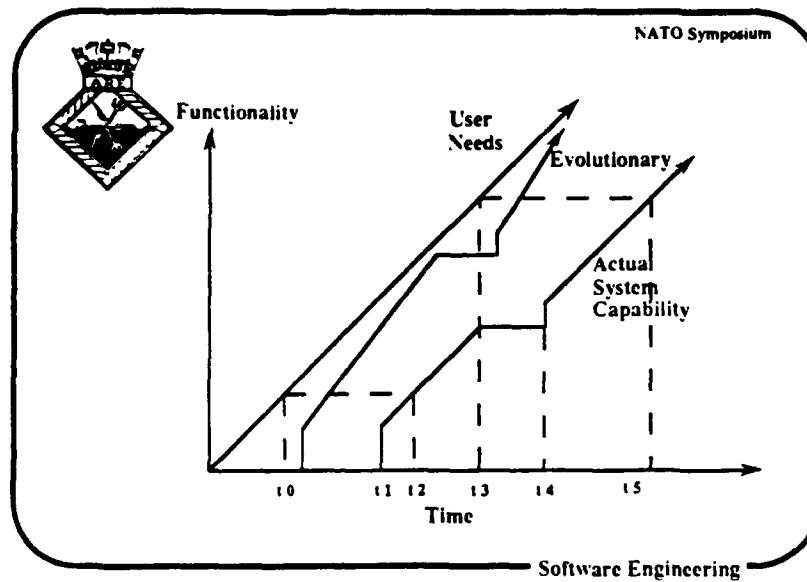 NATO Symposium
Functionality
User
Needs
Evolutionary
Actual
System
Capability
t0
t1
t2
t3
t4
t5
Time
Software Engineering